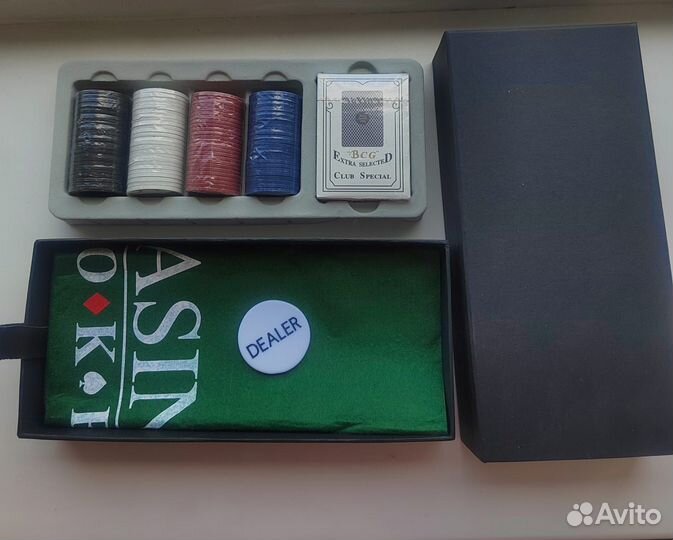 "BCG"
EXTRA SELECTED
CLUB SPECIAL
ASIN
O♦K♠
DEALER
Avito